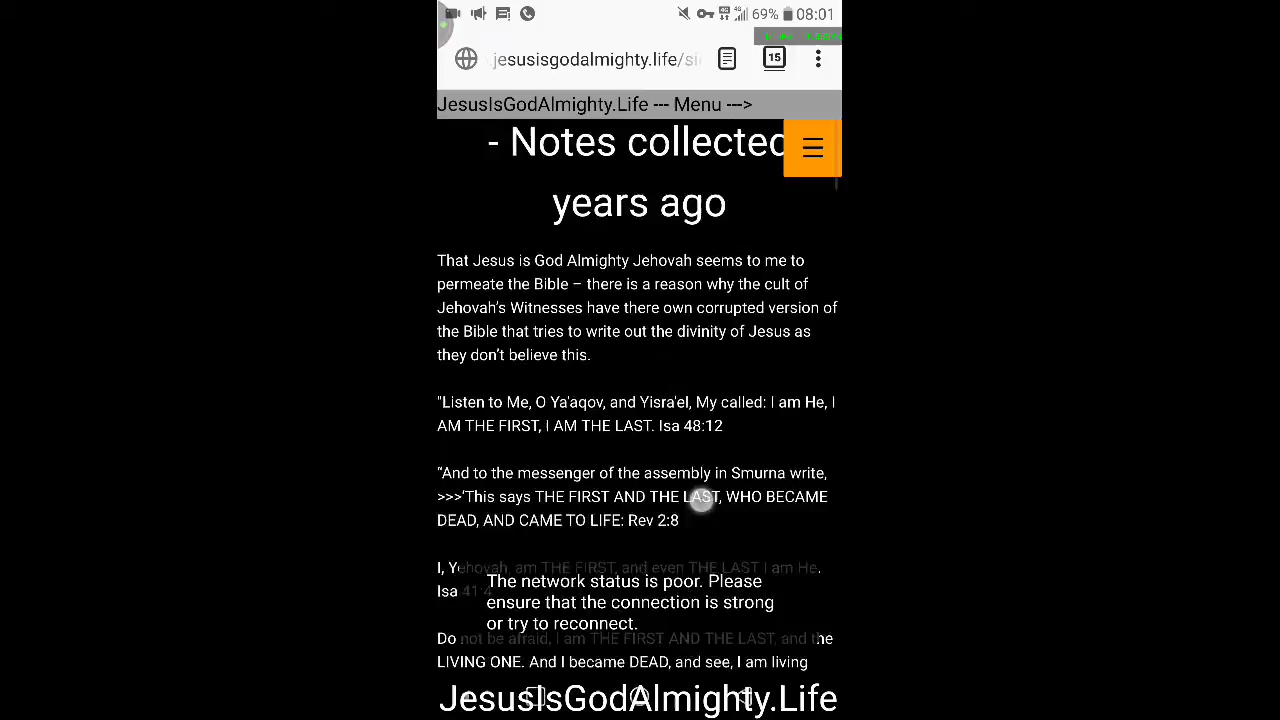 69% 08:01
jesusisgodalmighty.life/si
15
JesusIsGodAlmighty.Life --- Menu --->
- Notes collected
years ago
That Jesus is God Almighty Jehovah seems to me to
permeate the Bible – there is a reason why the cult of
Jehovah’s Witnesses have there own corrupted version of
the Bible that tries to write out the divinity of Jesus as
they don’t believe this.
"Listen to Me, O Ya'aqov, and Yisra'el, My called: I am He, I
AM THE FIRST, I AM THE LAST. Isa 48:12
“And to the messenger of the assembly in Smurna write,
>>>‘This says THE FIRST AND THE LAST, WHO BECAME
DEAD, AND CAME TO LIFE: Rev 2:8
I, Yehovah, am THE FIRST, and even THE LAST I am He.
Isa 41:4
The network status is poor. Please
ensure that the connection is strong
or try to reconnect.
Do not be afraid, I am THE FIRST AND THE LAST, and the
LIVING ONE. And I became DEAD, and see, I am living
JesusIsGodAlmighty.Life